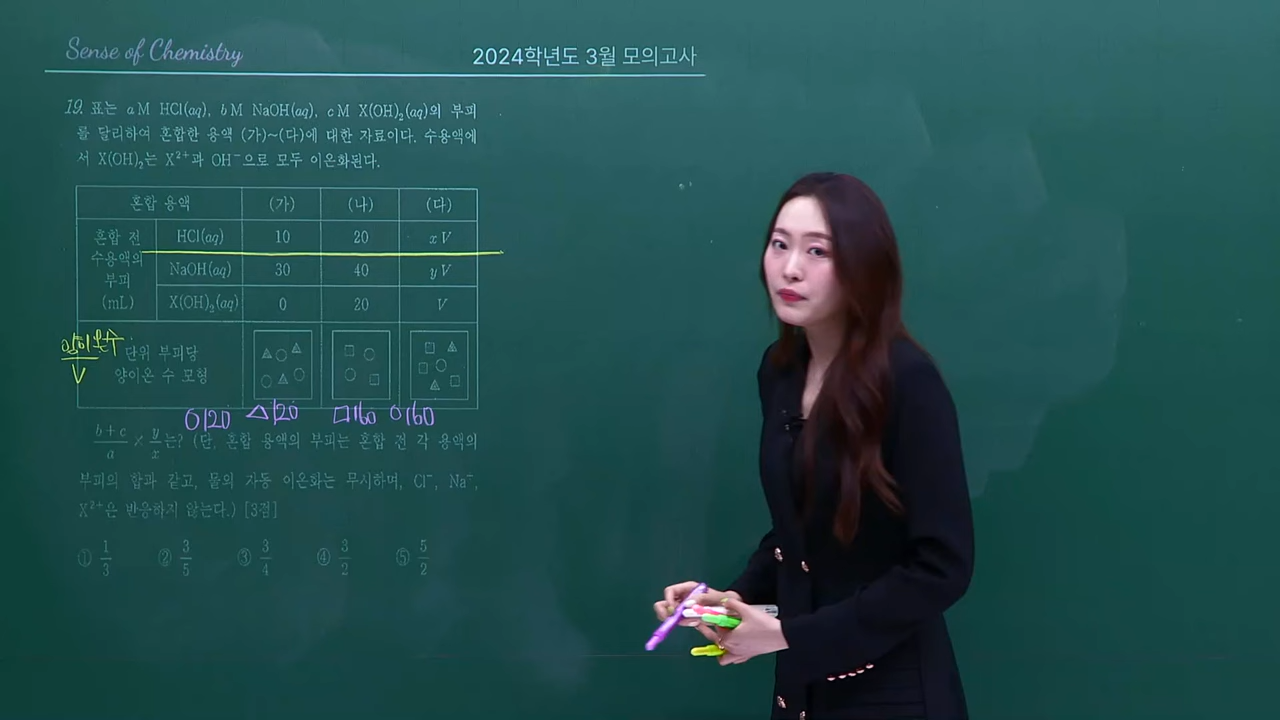 Sense of Chemistry
2024학년도 3월 모의고사
19. 표는 a M HCl(aq), b M NaOH(aq), c M X(OH)₂(aq)의 부피
를 달리하여 혼합한 용액 (가)~(다)에 대한 자료이다. 수용액에
서 X(OH)₂는 X²⁺과 OH⁻으로 모두 이온화된다.
혼합 용액 (가) (나) (다)
혼합 전 수용액의 부피 (mL)
HCl(aq) 10 20 xV
NaOH(aq) 30 40 yV
X(OH)₂(aq) 0 20 V
단위 부피당
양이온 수 모형
양이온 수
○120 △120 □160 ○160
(b+c)/a × y/x는? (단, 혼합 용액의 부피는 혼합 전 각 용액의
부피의 합과 같고, 물의 자동 이온화는 무시하며, Cl⁻, Na⁺,
X²⁺은 반응하지 않는다.) [3점]
① 1/3 ② 3/5 ③ 3/4 ④ 3/2 ⑤ 5/2